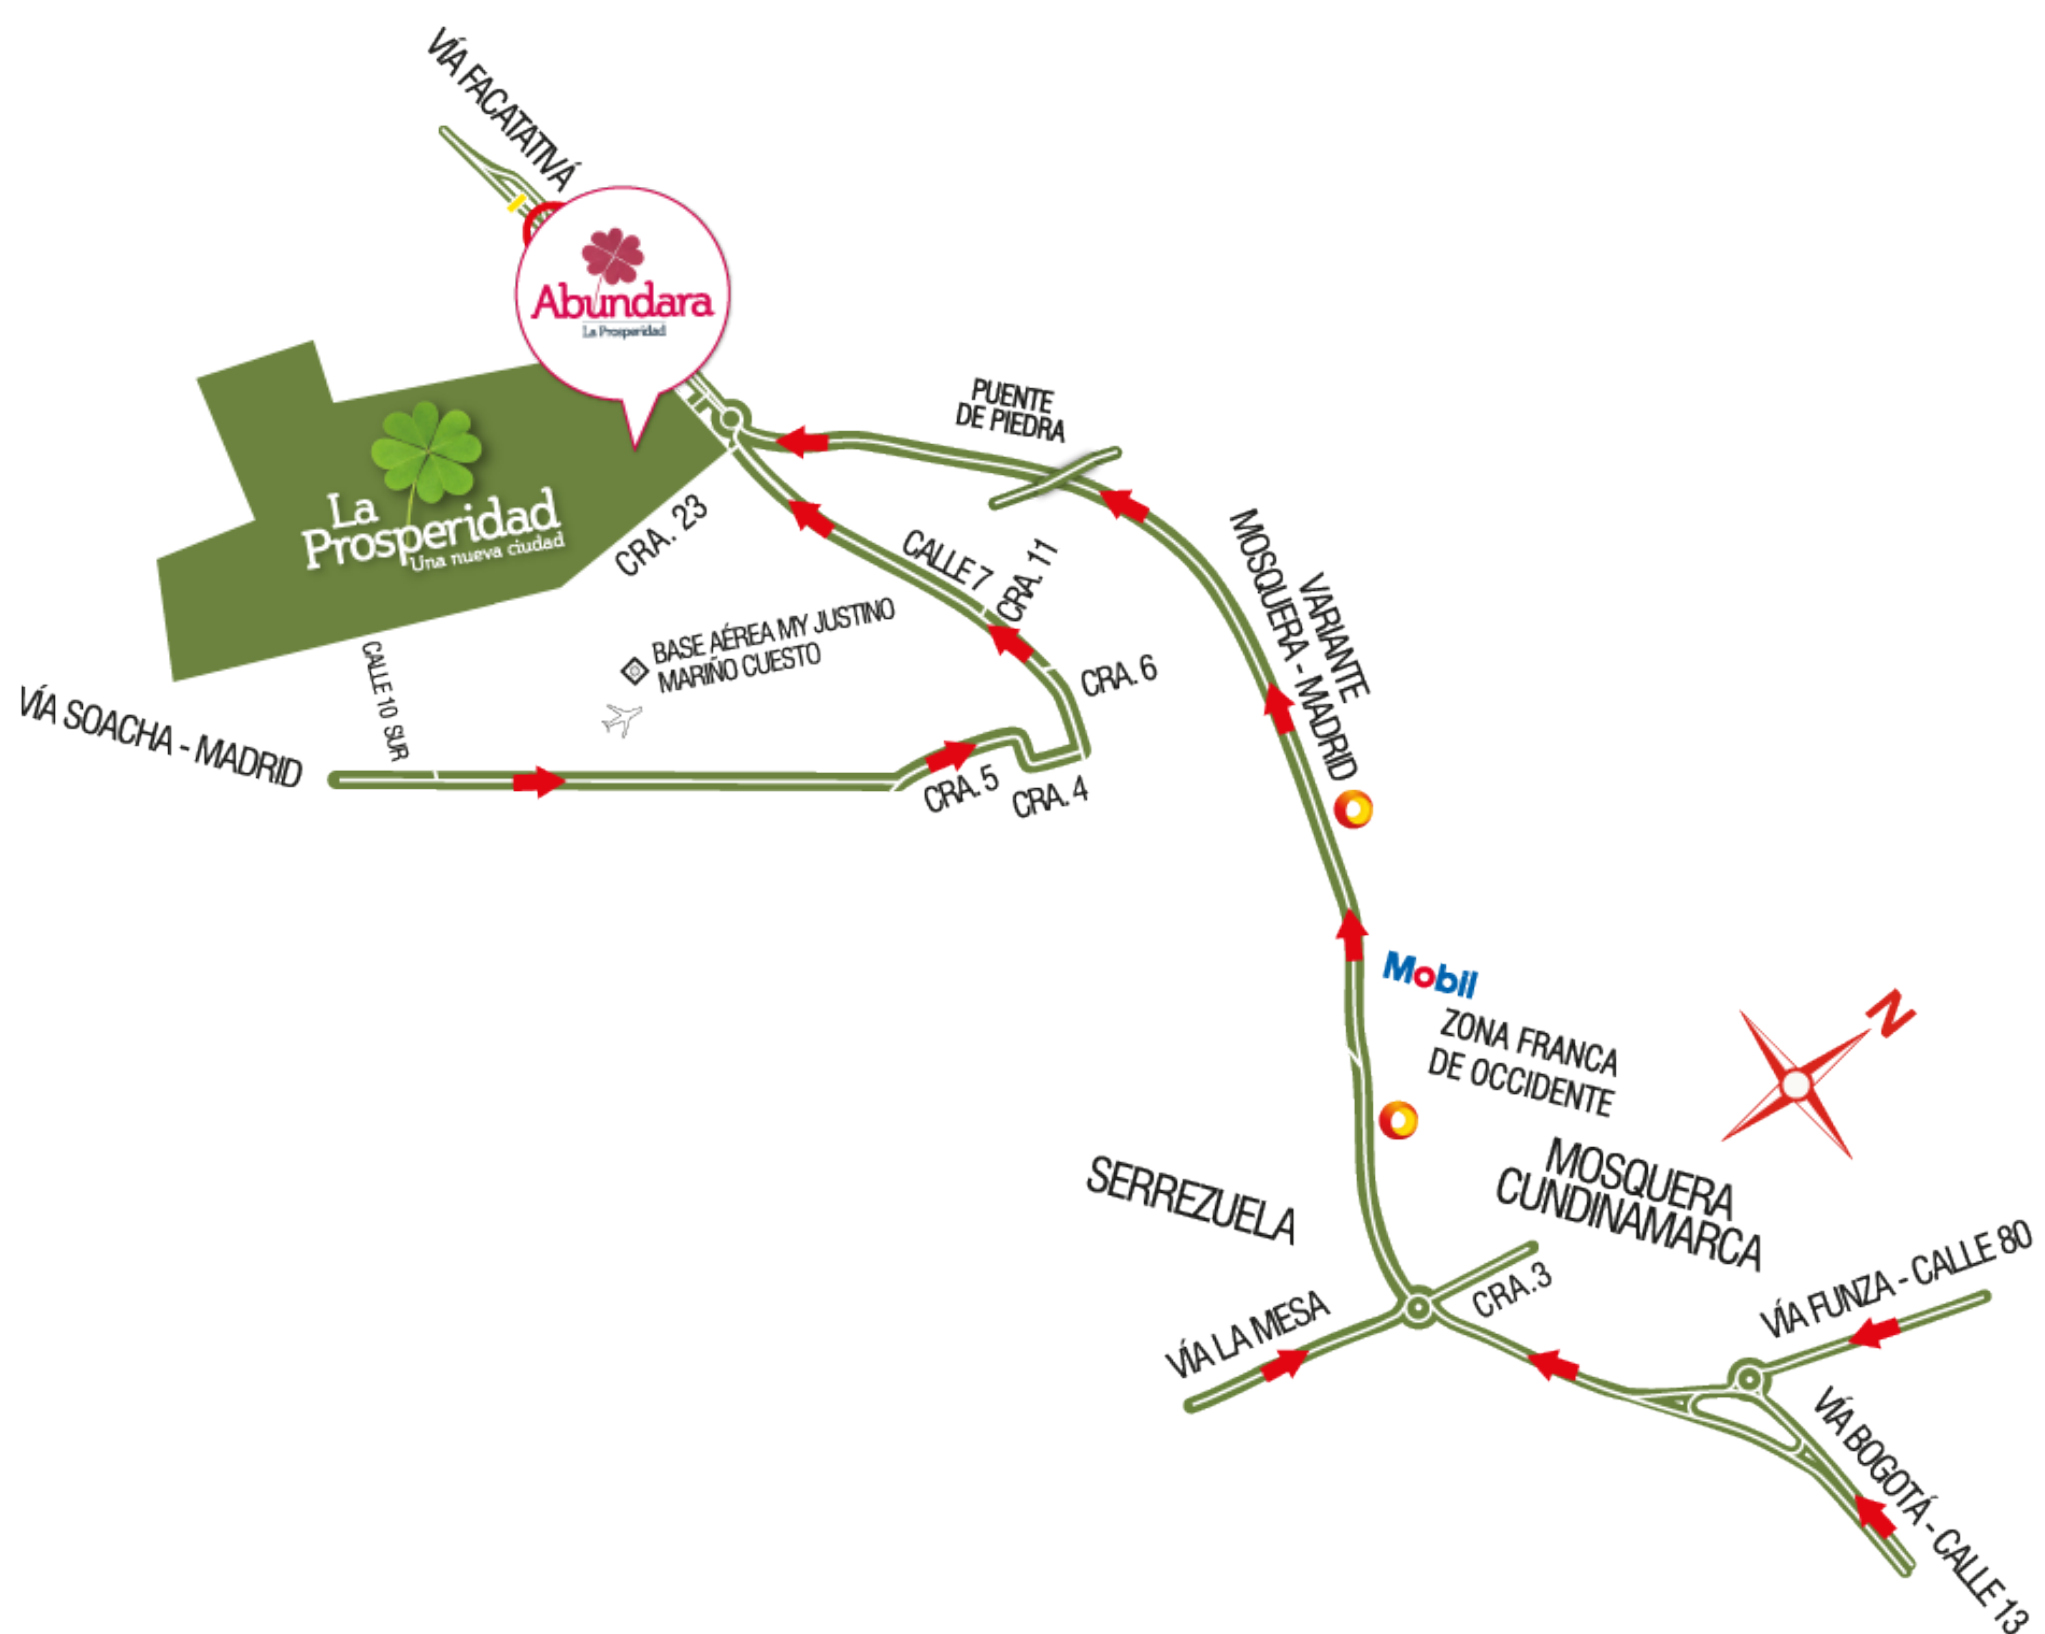 VÍA FACATATIVÁ
Abundara
La Prosperidad
PUENTE
DE PIEDRA
La
Prosperidad
Una nueva ciudad
CRA. 23
CALLE 7
CRA. 11
VARIANTE
MOSQUERA - MADRID
BASE AÉREA MY JUSTINO
MARIÑO CUESTO
CALLE 10 SUR
CRA. 6
VÍA SOACHA - MADRID
CRA. 5
CRA. 4
Mobil
ZONA FRANCA
DE OCCIDENTE
N
SERREZUELA
MOSQUERA
CUNDINAMARCA
CRA.3
VÍA LA MESA
VÍA FUNZA - CALLE 80
VÍA BOGOTÁ - CALLE 13